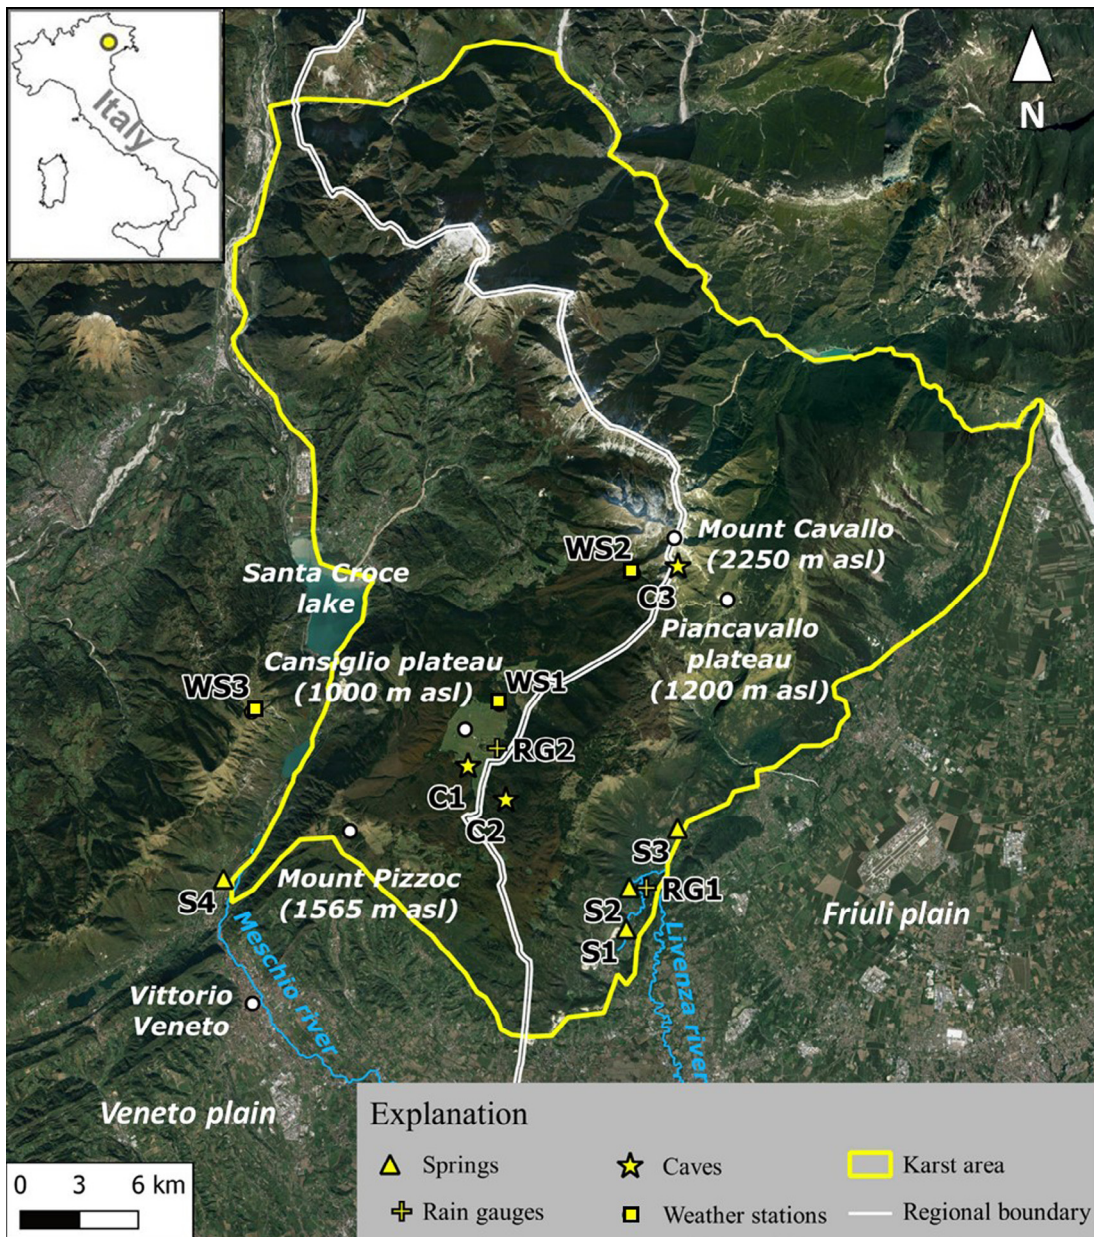 Italy
N
Mount Cavallo
(2250 m asl)
WS2
C3
Santa Croce
lake
Piancavallo
plateau
(1200 m asl)
Cansiglio plateau
(1000 m asl)
WS3
WS1
RG2
C1
C2
S3
Mount Pizzoc
(1565 m asl)
S4
RG1
S2
S1
Friuli plain
Meschio river
Livenza river
Vittorio
Veneto
Veneto plain
Explanation
Springs
Caves
Karst area
Rain gauges
Weather stations
Regional boundary
0 3 6 km